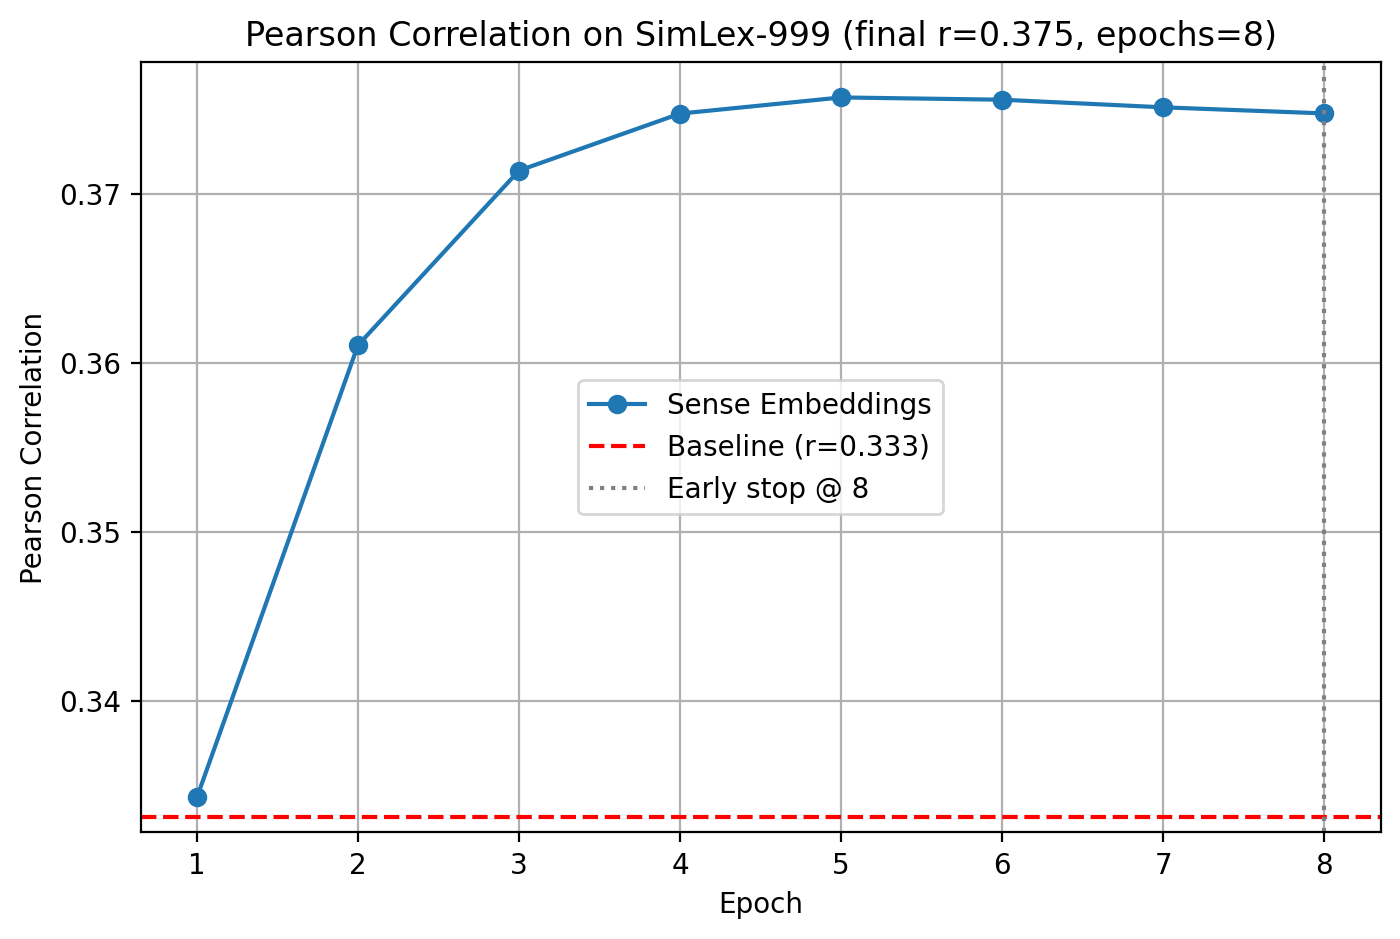 Pearson Correlation on SimLex-999 (final r=0.375, epochs=8)
Pearson Correlation
0.37
0.36
0.35
0.34
Sense Embeddings
Baseline (r=0.333)
Early stop @ 8
1 2 3 4 5 6 7 8
Epoch